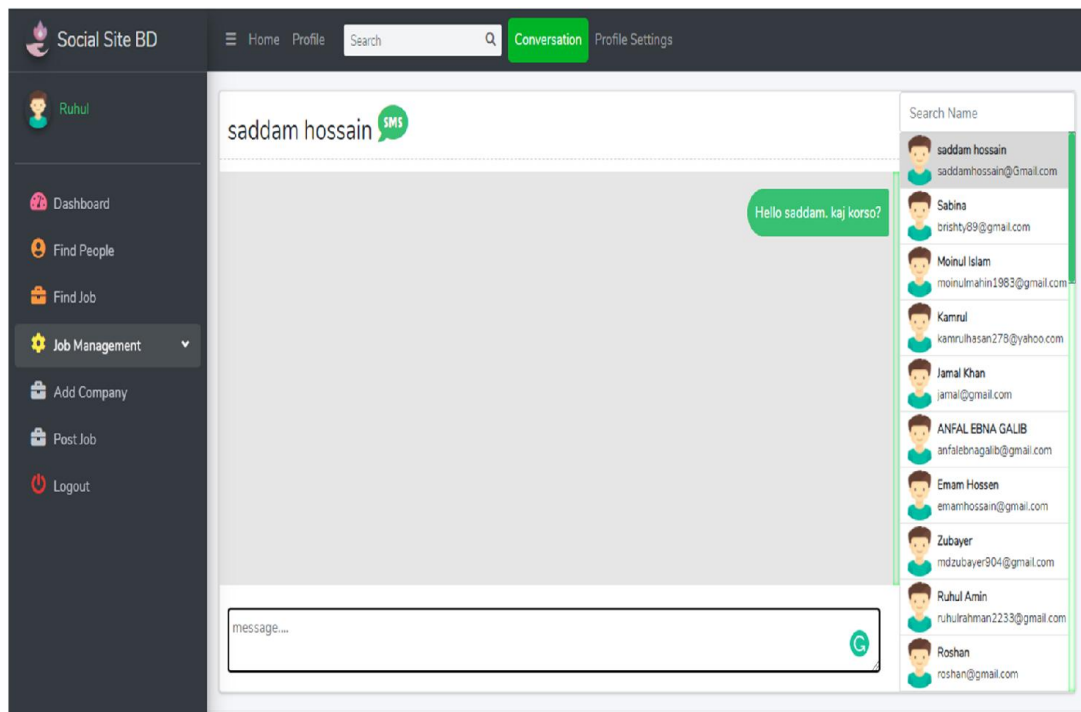 Social Site BD
Home Profile Search Conversation Profile Settings
Ruhul
Dashboard
Find People
Find Job
Job Management
Add Company
Post Job
Logout
saddam hossain SMS
Hello saddam. kaj korso?
message....
G
Search Name
saddam hossain
saddamhossain@Gmail.com
Sabina
brishty89@gmail.com
Moinul Islam
moinulmahin1983@gmail.com
Kamrul
kamrulhasan278@yahoo.com
Jamal Khan
jamal@gmail.com
ANFAL EBNA GALIB
anfalebnagalib@gmail.com
Emam Hossen
emamhossain@gmail.com
Zubayer
mdzubayer904@gmail.com
Ruhul Amin
ruhulrahman2233@gmail.com
Roshan
roshan@gmail.com